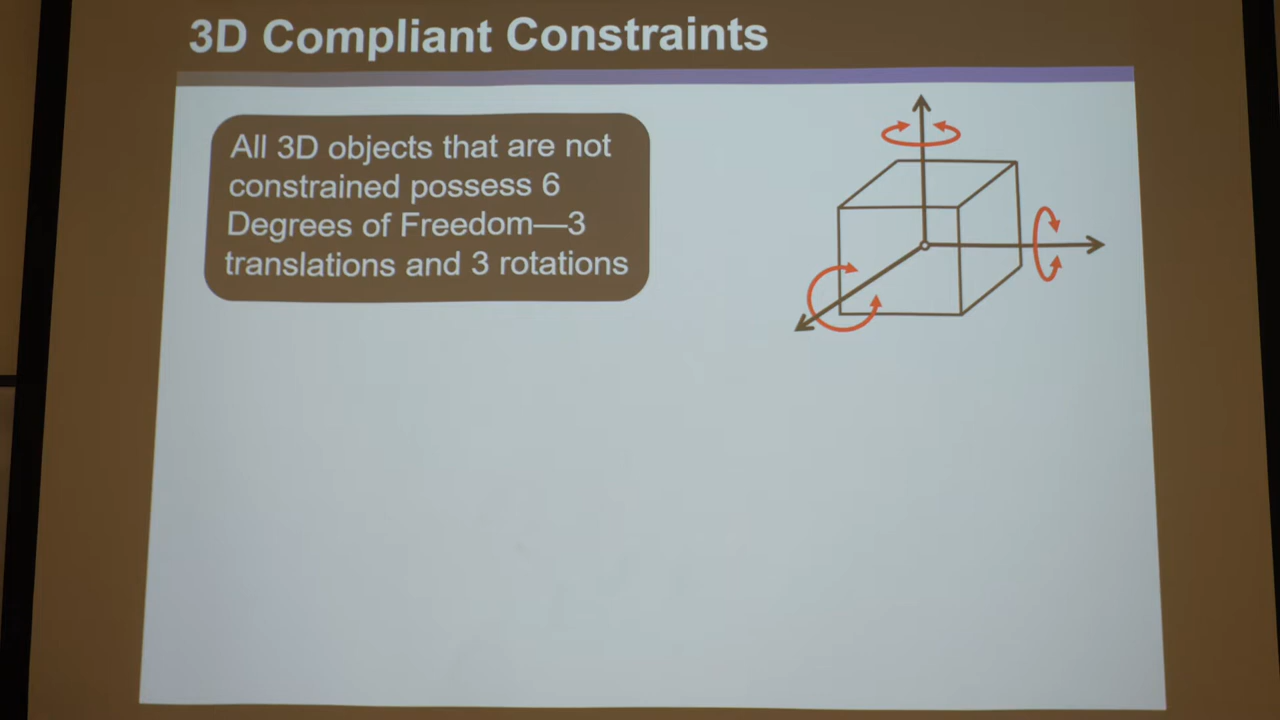 3D Compliant Constraints
All 3D objects that are not
constrained possess 6
Degrees of Freedom—3
translations and 3 rotations